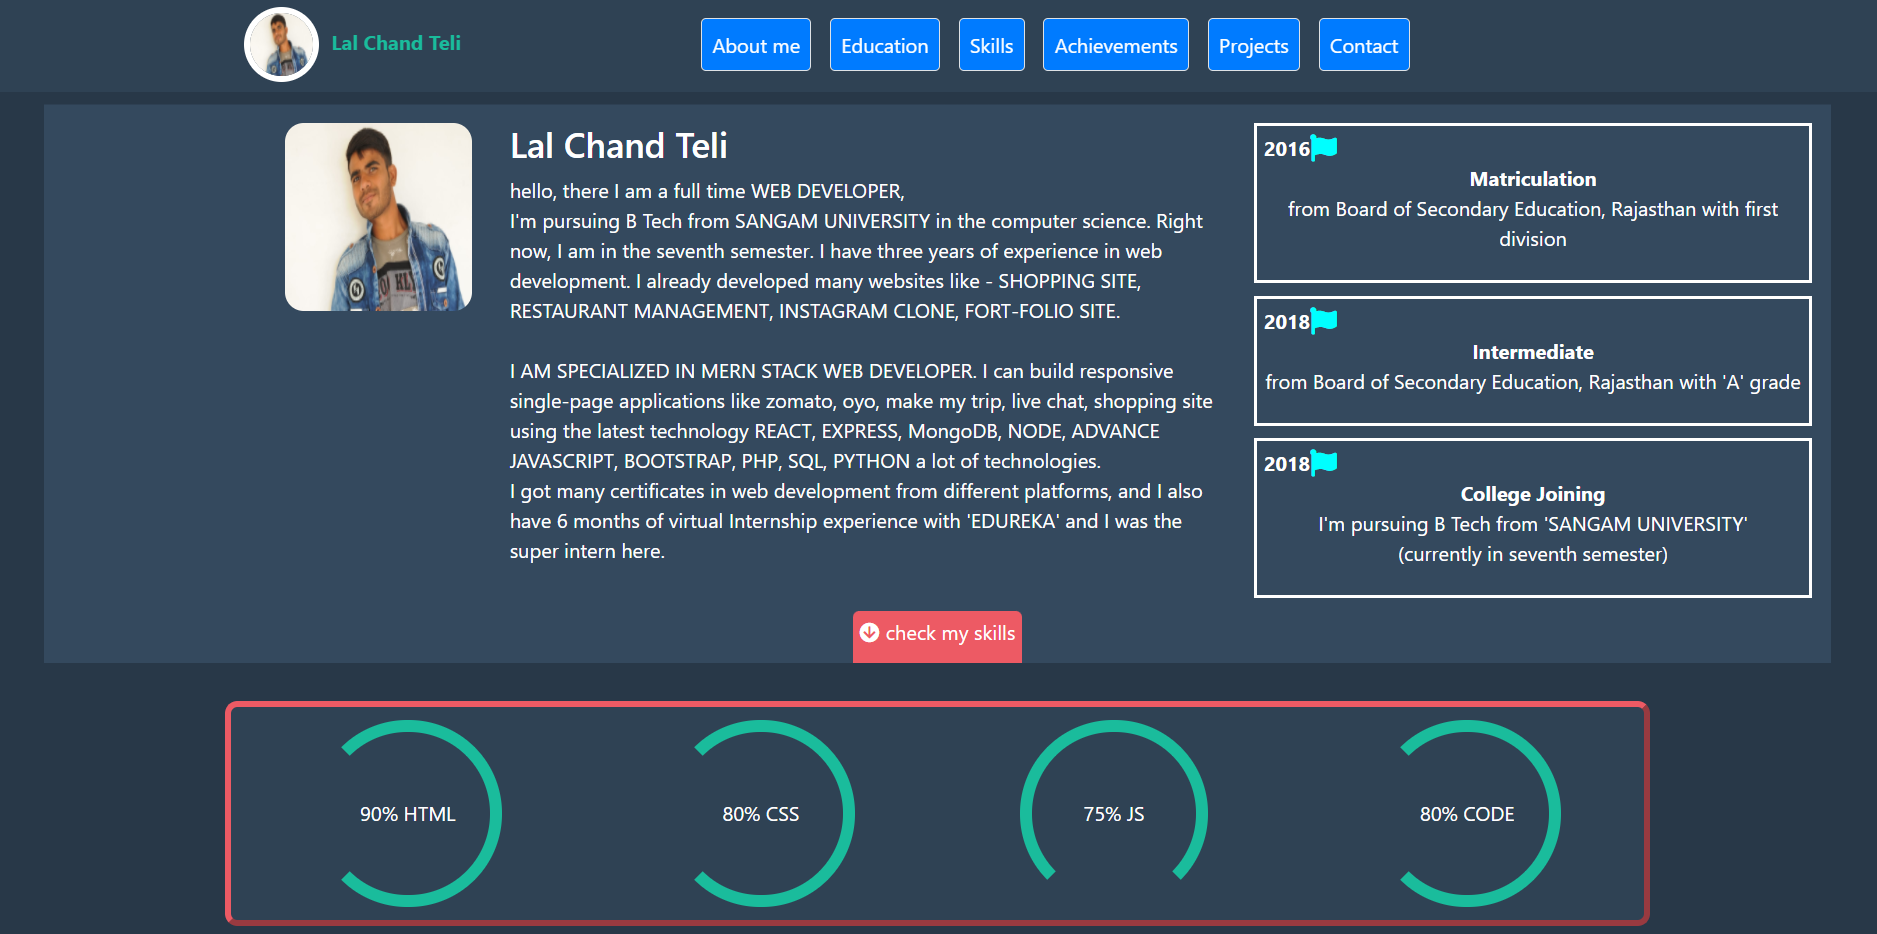 Lal Chand Teli
About me
Education
Skills
Achievements
Projects
Contact
Lal Chand Teli
hello, there I am a full time WEB DEVELOPER,
I'm pursuing B Tech from SANGAM UNIVERSITY in the computer science. Right
now, I am in the seventh semester. I have three years of experience in web
development. I already developed many websites like - SHOPPING SITE,
RESTAURANT MANAGEMENT, INSTAGRAM CLONE, FORT-FOLIO SITE.
I AM SPECIALIZED IN MERN STACK WEB DEVELOPER. I can build responsive
single-page applications like zomato, oyo, make my trip, live chat, shopping site
using the latest technology REACT, EXPRESS, MongoDB, NODE, ADVANCE
JAVASCRIPT, BOOTSTRAP, PHP, SQL, PYTHON a lot of technologies.
I got many certificates in web development from different platforms, and I also
have 6 months of virtual Internship experience with 'EDUREKA' and I was the
super intern here.
2016
Matriculation
from Board of Secondary Education, Rajasthan with first
division
2018
Intermediate
from Board of Secondary Education, Rajasthan with 'A' grade
2018
College Joining
I'm pursuing B Tech from 'SANGAM UNIVERSITY'
(currently in seventh semester)
check my skills
90% HTML
80% CSS
75% JS
80% CODE